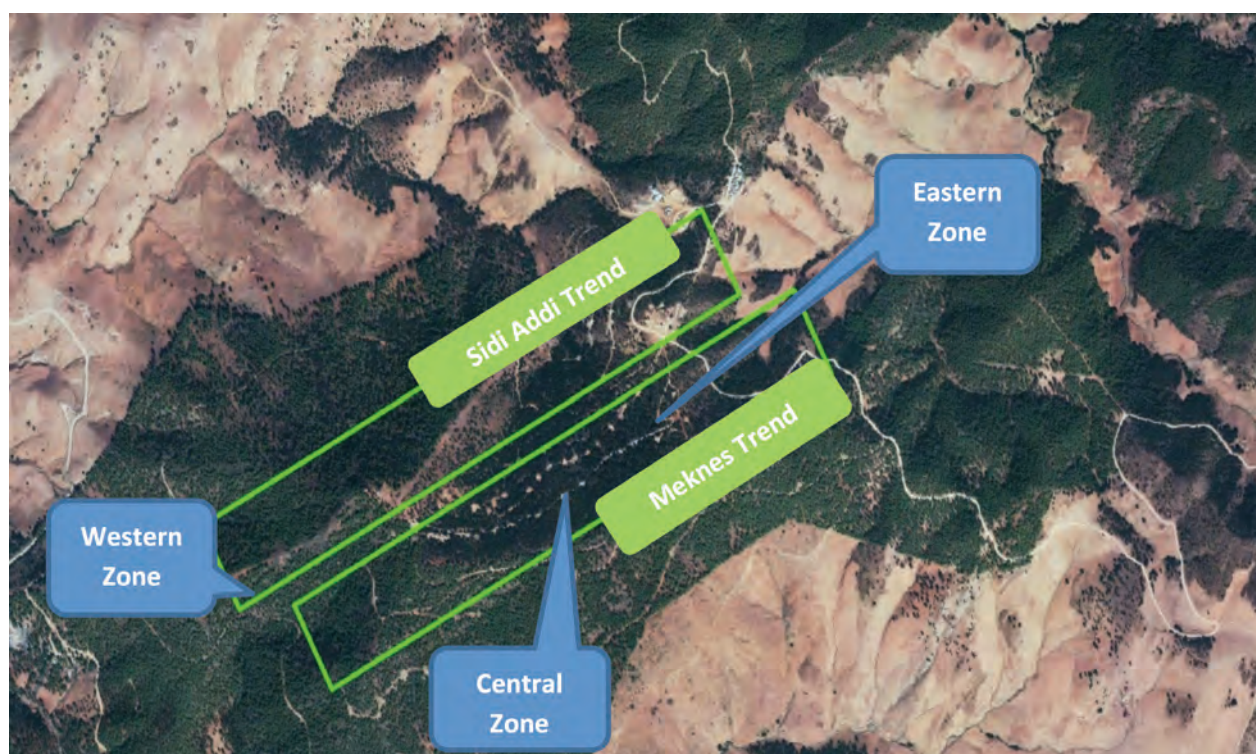 Eastern
Zone
Sidi Addi Trend
Meknes Trend
Western
Zone
Central
Zone